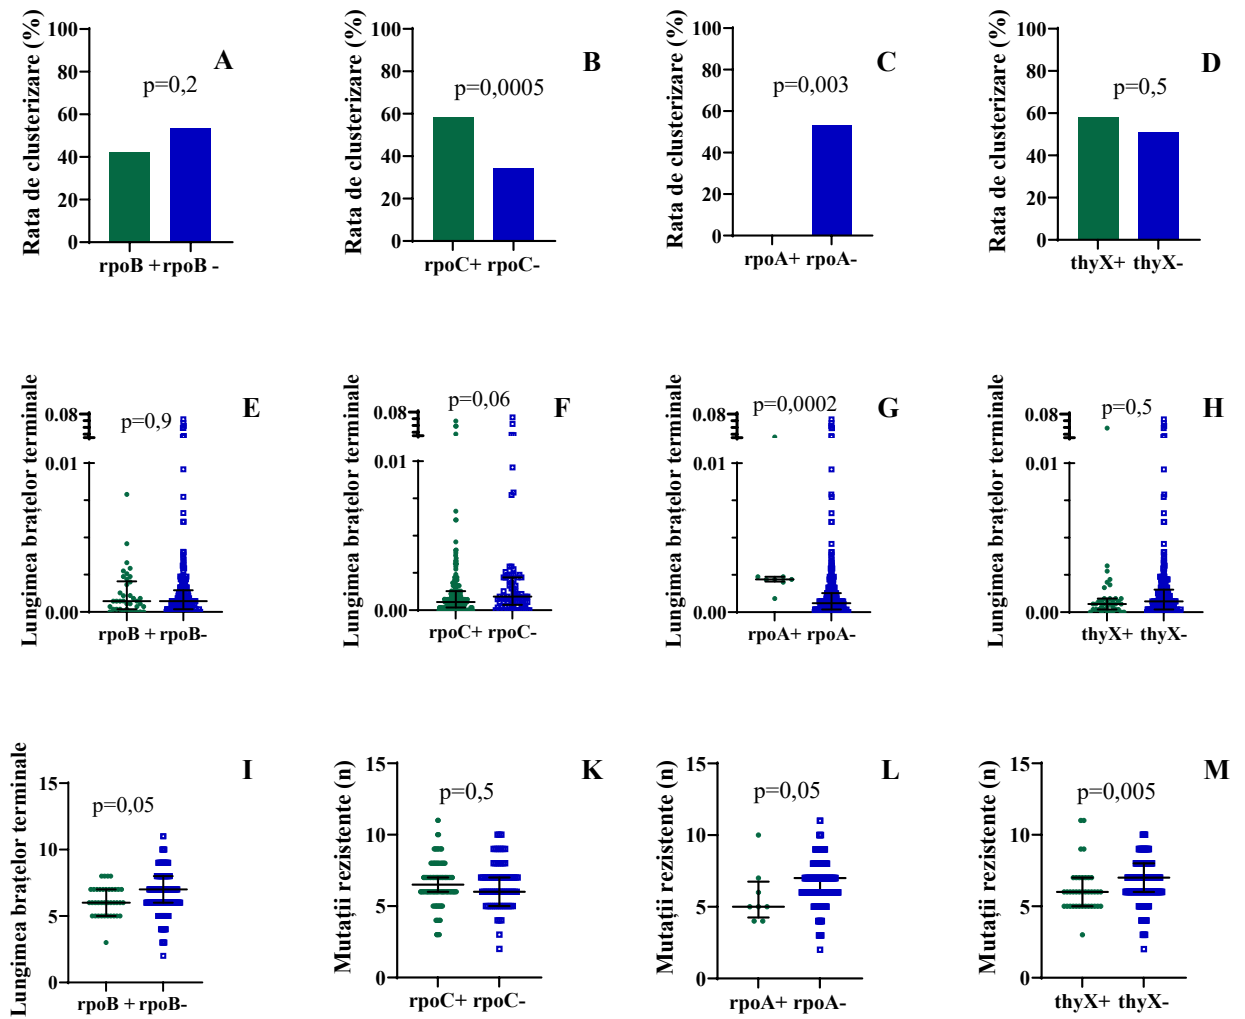 Rata de clusterizare (%)
100
80
60
40
20
0
p=0,2
A
rpoB + rpoB -
Rata de clusterizare (%)
100
80
60
40
20
0
p=0,0005
B
rpoC+ rpoC-
Rata de clusterizare (%)
100
80
60
40
20
0
p=0,003
C
rpoA+ rpoA-
Rata de clusterizare (%)
100
80
60
40
20
0
p=0,5
D
thyX+ thyX-
Lungimea brațelor terminale
0.08
0.01
0.00
p=0,9
E
rpoB + rpoB-
Lungimea brațelor terminale
0.08
0.01
0.00
p=0,06
F
rpoC+ rpoC-
Lungimea brațelor terminale
0.08
0.01
0.00
p=0,0002
G
rpoA+ rpoA-
Lungimea brațelor terminale
0.08
0.01
0.00
p=0,5
H
thyX+ thyX-
Lungimea brațelor terminale
15
10
5
0
p=0,05
I
rpoB + rpoB-
Mutații rezistente (n)
15
10
5
0
p=0,5
K
rpoC+ rpoC-
Mutații rezistente (n)
15
10
5
0
p=0,05
L
rpoA+ rpoA-
Mutații rezistente (n)
15
10
5
0
p=0,005
M
thyX+ thyX-